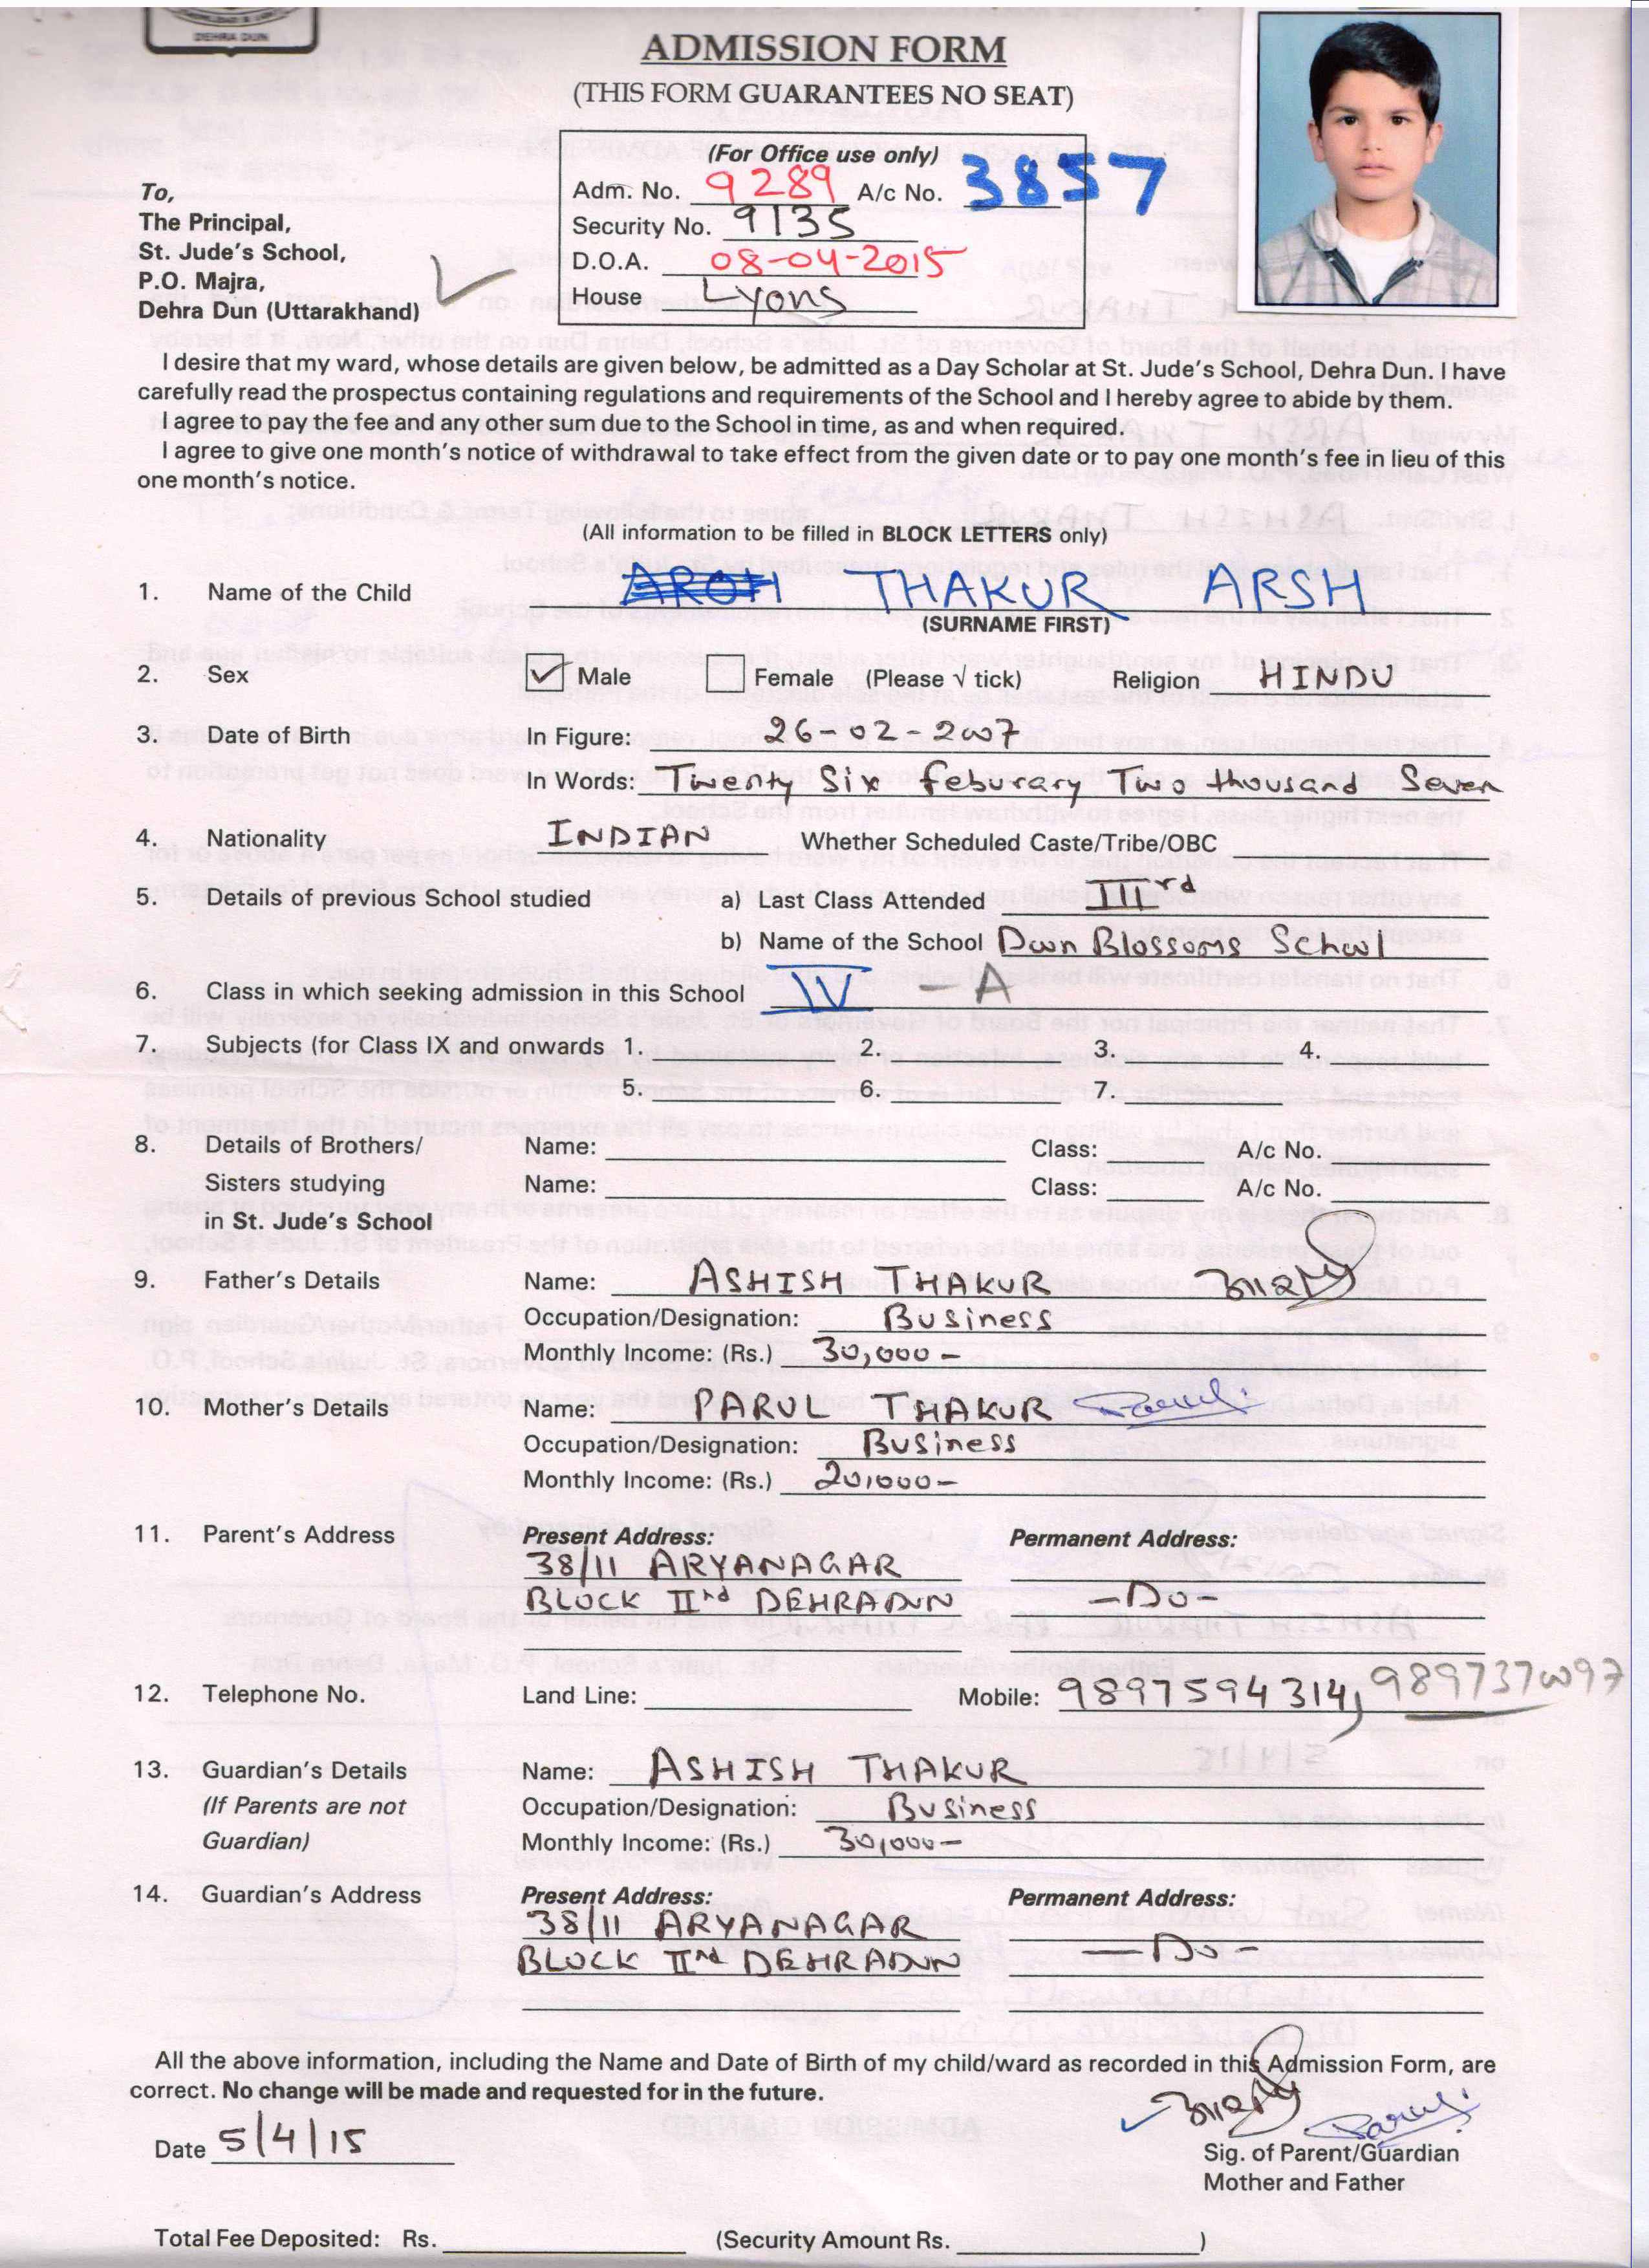 DEHRA DUN
ADMISSION FORM
(THIS FORM GUARANTEES NO SEAT)
(For Office use only)
Adm. No. 9289 A/c No. 3857
Security No. 9135
D.O.A. 08-04-2015
House Lyons
To,
The Principal,
St. Jude's School,
P.O. Majra,
Dehra Dun (Uttarakhand)
I desire that my ward, whose details are given below, be admitted as a Day Scholar at St. Jude's School, Dehra Dun. I have
carefully read the prospectus containing regulations and requirements of the School and I hereby agree to abide by them.
I agree to pay the fee and any other sum due to the School in time, as and when required.
I agree to give one month's notice of withdrawal to take effect from the given date or to pay one month's fee in lieu of this
one month's notice.
(All information to be filled in BLOCK LETTERS only)
1. Name of the Child THAKUR ARSH
(SURNAME FIRST)
2. Sex Male Female (Please √ tick) Religion HINDU
3. Date of Birth In Figure: 26-02-2007
In Words: Twenty Six Feburary Two thousand Seven
4. Nationality INDIAN Whether Scheduled Caste/Tribe/OBC
5. Details of previous School studied a) Last Class Attended IIIrd
b) Name of the School Doon Blossoms School
6. Class in which seeking admission in this School IV - A
7. Subjects (for Class IX and onwards 1. 2. 3. 4.
5. 6. 7.
8. Details of Brothers/ Name: Class: A/c No.
Sisters studying Name: Class: A/c No.
in St. Jude's School
9. Father's Details Name: ASHISH THAKUR
Occupation/Designation: Business
Monthly Income: (Rs.) 30,000 -
10. Mother's Details Name: PARUL THAKUR Parul
Occupation/Designation: Business
Monthly Income: (Rs.) 20,000 -
11. Parent's Address Present Address: Permanent Address:
38/11 ARYANAGAR
BLOCK IInd DEHRADUN -Do-
12. Telephone No. Land Line: Mobile: 9897594314, 9897370097
13. Guardian's Details Name: ASHISH THAKUR
(If Parents are not Occupation/Designation: Business
Guardian) Monthly Income: (Rs.) 30,000 -
14. Guardian's Address Present Address: Permanent Address:
38/11 ARYANAGAR
BLOCK IInd DEHRADUN -Do-
All the above information, including the Name and Date of Birth of my child/ward as recorded in this Admission Form, are
correct. No change will be made and requested for in the future.
Date 5/4/15 Parul
Sig. of Parent/Guardian
Mother and Father
Total Fee Deposited: Rs. (Security Amount Rs. )